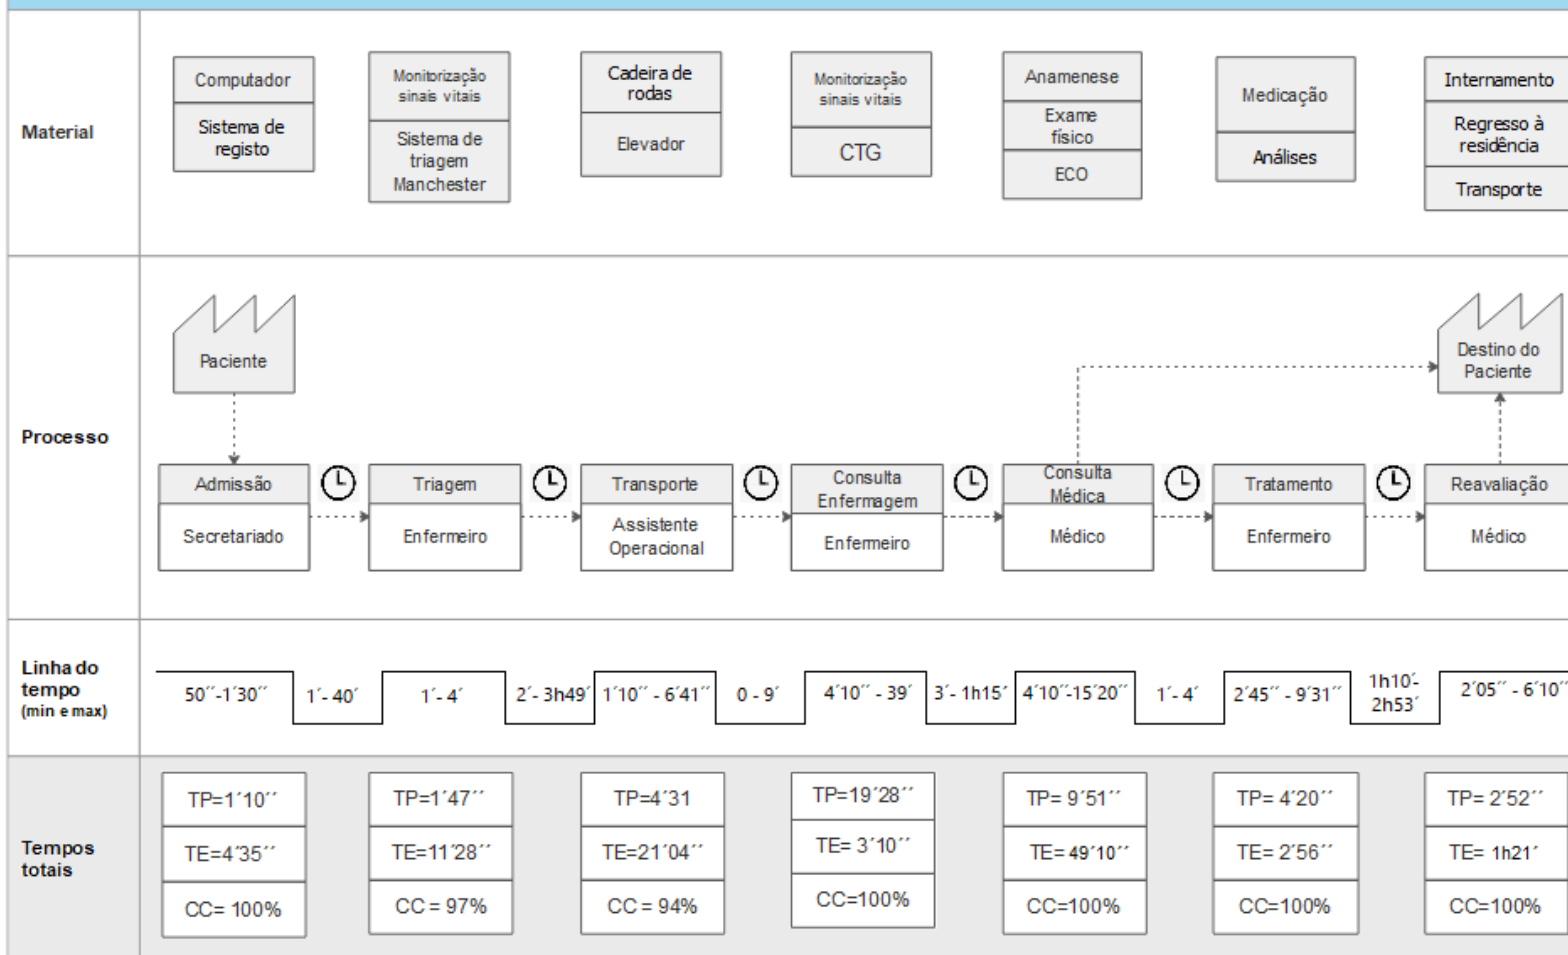 Material
Computador
Sistema de
registo
Monitorização
sinais vitais
Sistema de
triagem
Manchester
Cadeira de
rodas
Elevador
Monitorização
sinais vitais
CTG
Anamenese
Exame
físico
ECO
Medicação
Análises
Internamento
Regresso à
residência
Transporte
Processo
Paciente
Destino do
Paciente
Admissão
Secretariado
Triagem
Enfermeiro
Transporte
Assistente
Operacional
Consulta
Enfermagem
Enfermeiro
Consulta
Médica
Médico
Tratamento
Enfermeiro
Reavaliação
Médico
Linha do
tempo
(min e max)
50´´-1´30´´
1´- 40´
1´- 4´
2´- 3h49´
1´10´´ - 6´41´´
0 - 9´
4´10´´ - 39´
3´- 1h15´
4´10´´-15´20´´
1´- 4´
2´45´´ - 9´31´´
1h10´-
2h53´
2´05´´ - 6´10´´
Tempos
totais
TP=1´10´´
TE=4´35´´
CC= 100%
TP=1´47´´
TE=11´28´´
CC = 97%
TP=4´31
TE=21´04´´
CC = 94%
TP=19´28´´
TE= 3´10´´
CC=100%
TP= 9´51´´
TE= 49´10´´
CC=100%
TP= 4´20´´
TE= 2´56´´
CC=100%
TP= 2´52´´
TE= 1h21´
CC=100%